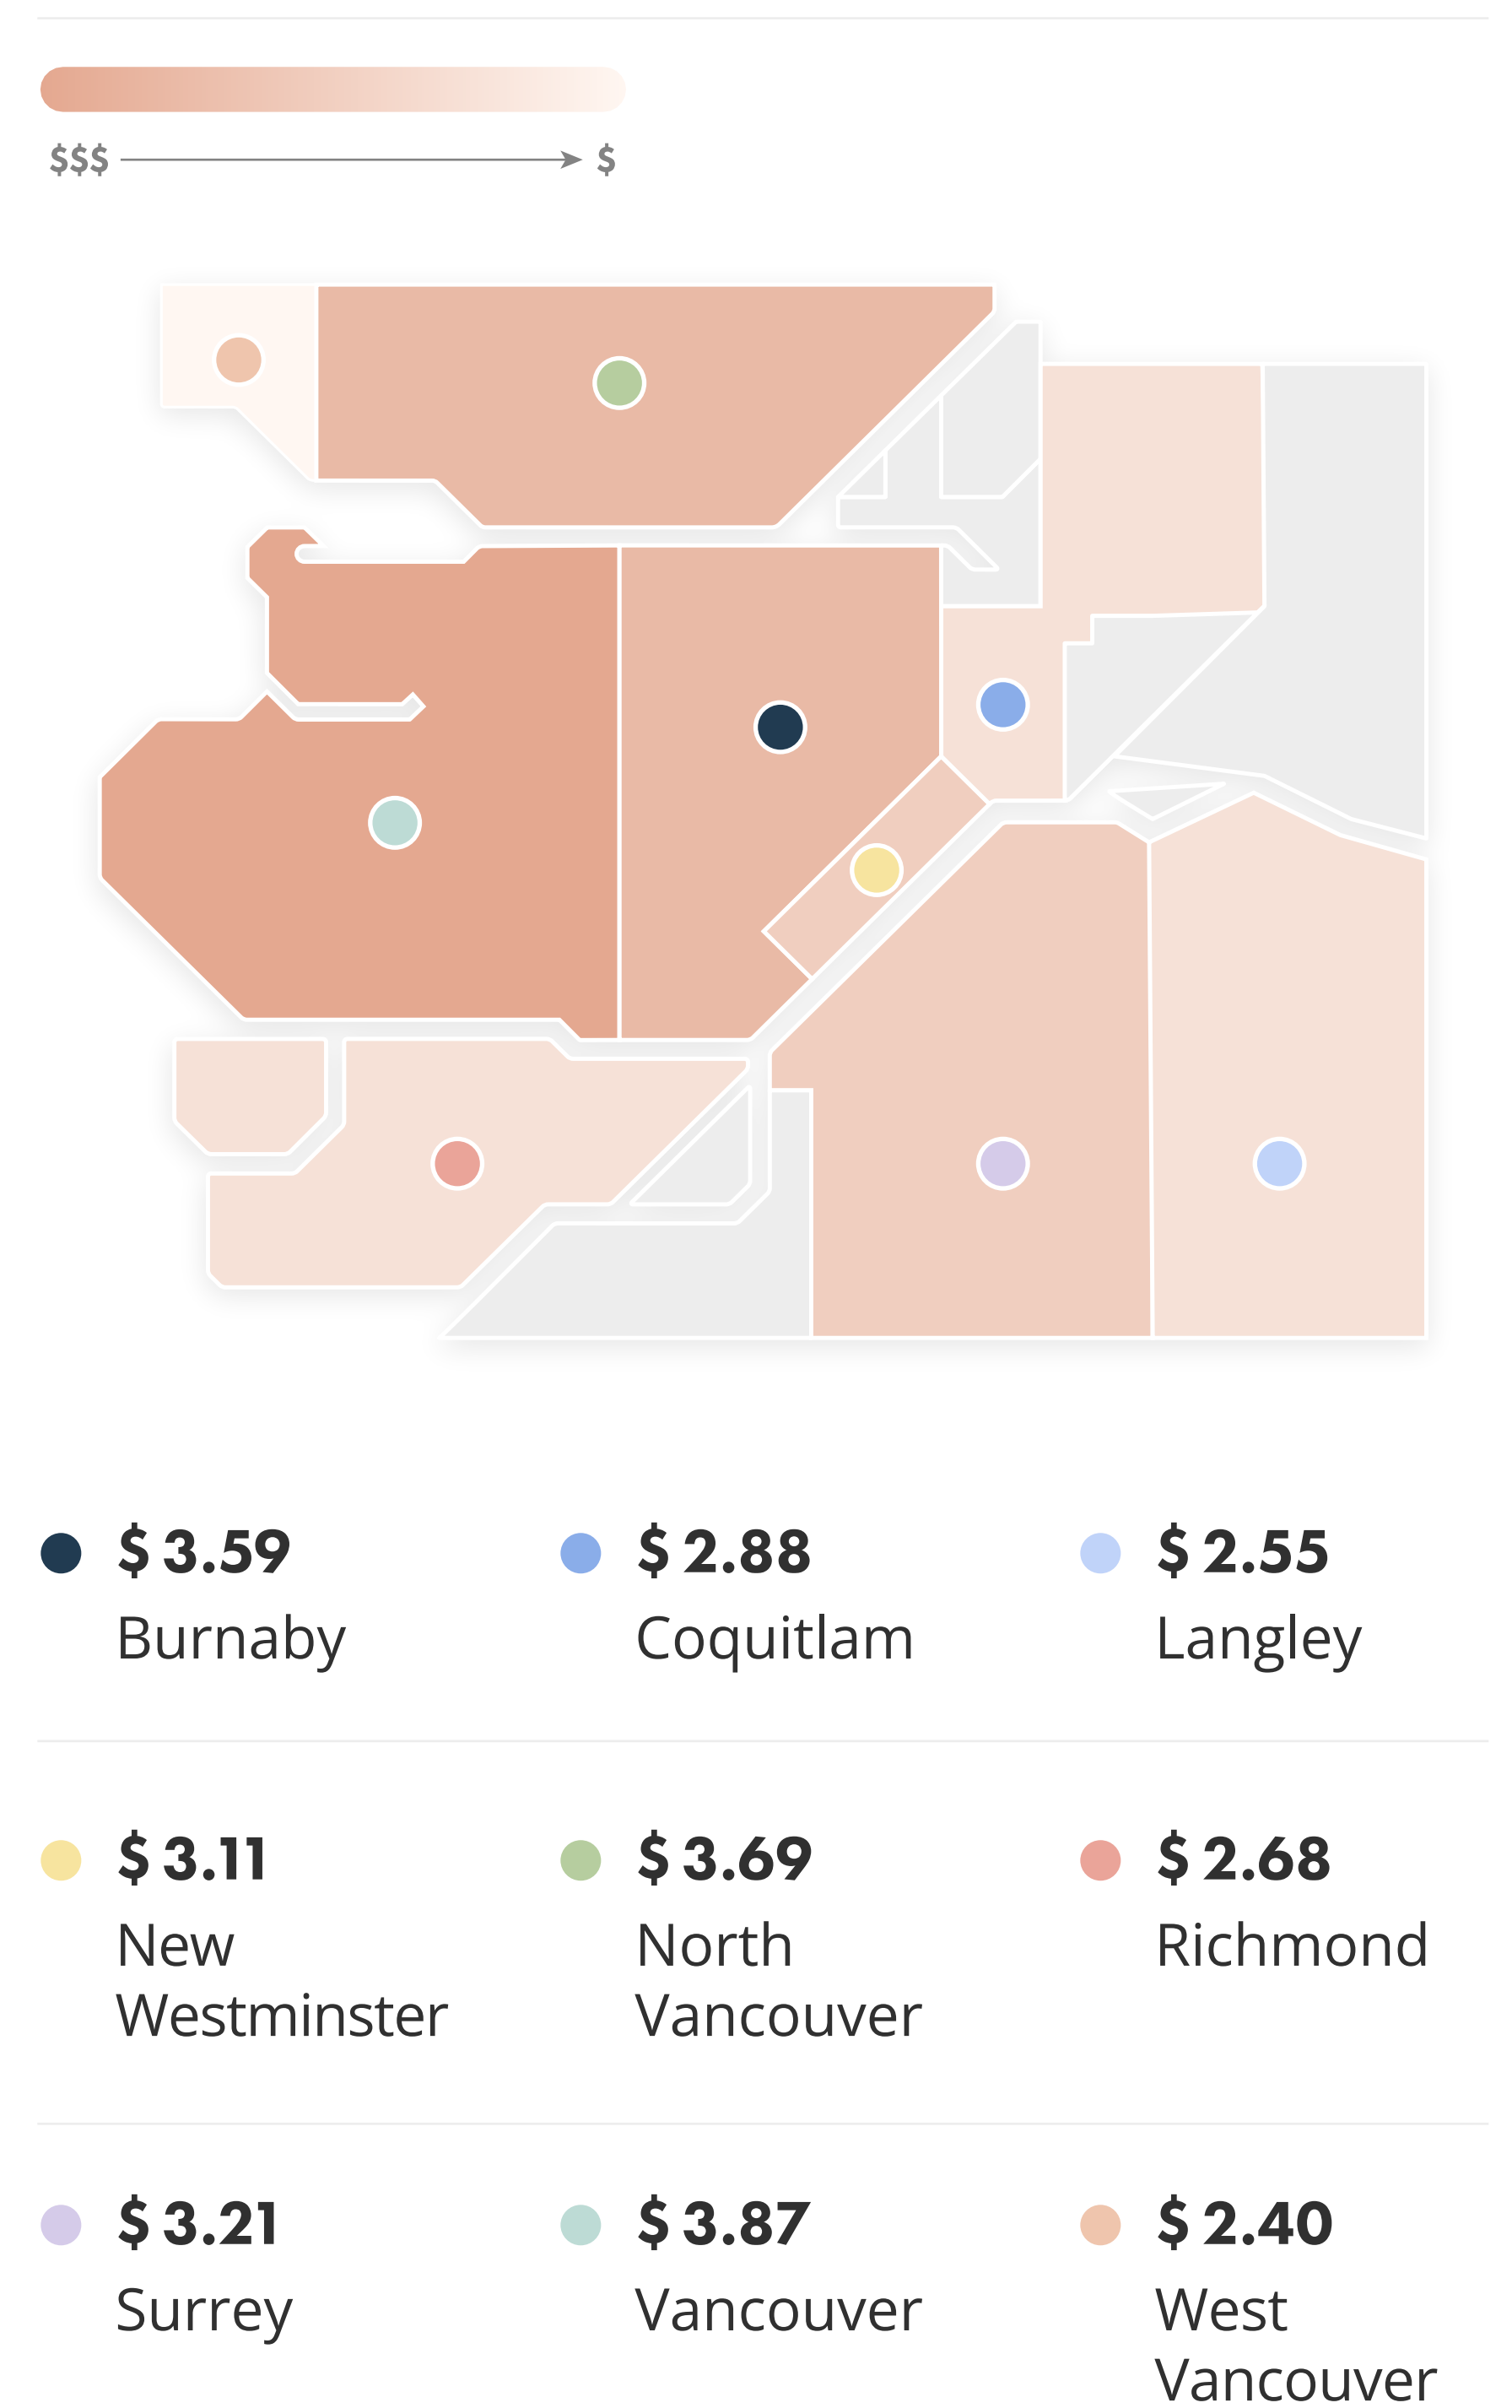 $$$ $
$ 3.59
Burnaby
$ 2.88
Coquitlam
$ 2.55
Langley
$ 3.11
New
Westminster
$ 3.69
North
Vancouver
$ 2.68
Richmond
$ 3.21
Surrey
$ 3.87
Vancouver
$ 2.40
West
Vancouver